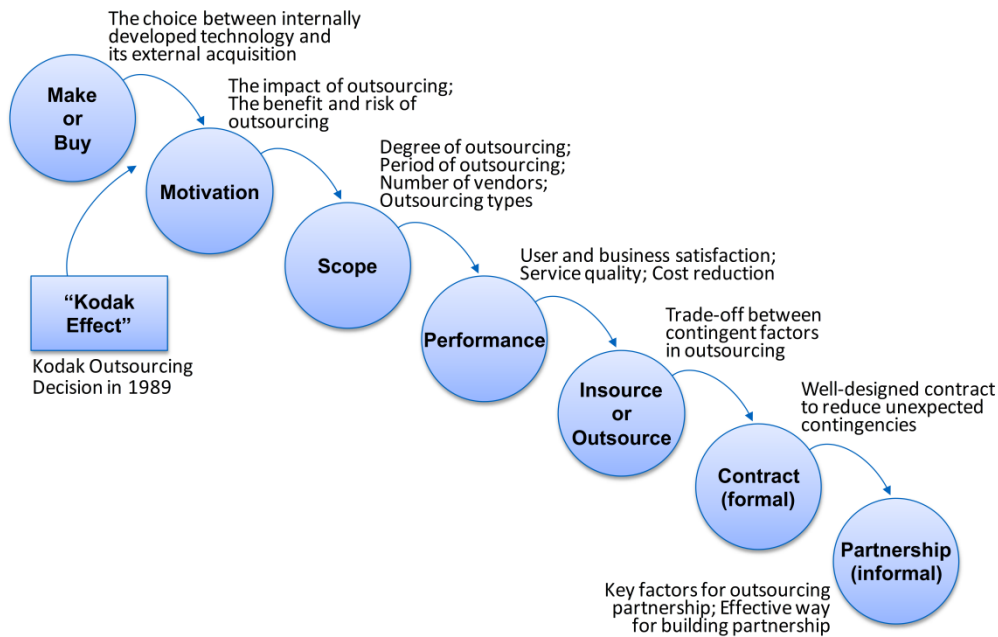 The choice between internally
developed technology and
its external acquisition
Make
or
Buy
The impact of outsourcing;
The benefit and risk of
outsourcing
Motivation
Degree of outsourcing;
Period of outsourcing;
Number of vendors;
Outsourcing types
Scope
“Kodak
Effect”
Kodak Outsourcing
Decision in 1989
User and business satisfaction;
Service quality; Cost reduction
Performance
Trade-off between
contingent factors
in outsourcing
Insource
or
Outsource
Well-designed contract
to reduce unexpected
contingencies
Contract
(formal)
Partnership
(informal)
Key factors for outsourcing
partnership; Effective way
for building partnership